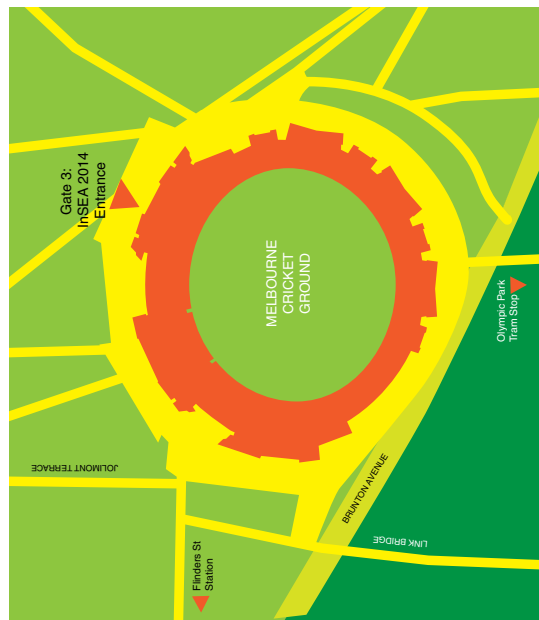 Gate 3:
InSEA 2014
Entrance
MELBOURNE
CRICKET
GROUND
Olympic Park
Tram Stop
JOLIMONT TERRACE
BRUNTON AVENUE
LINK BRIDGE
Flinders St
Station